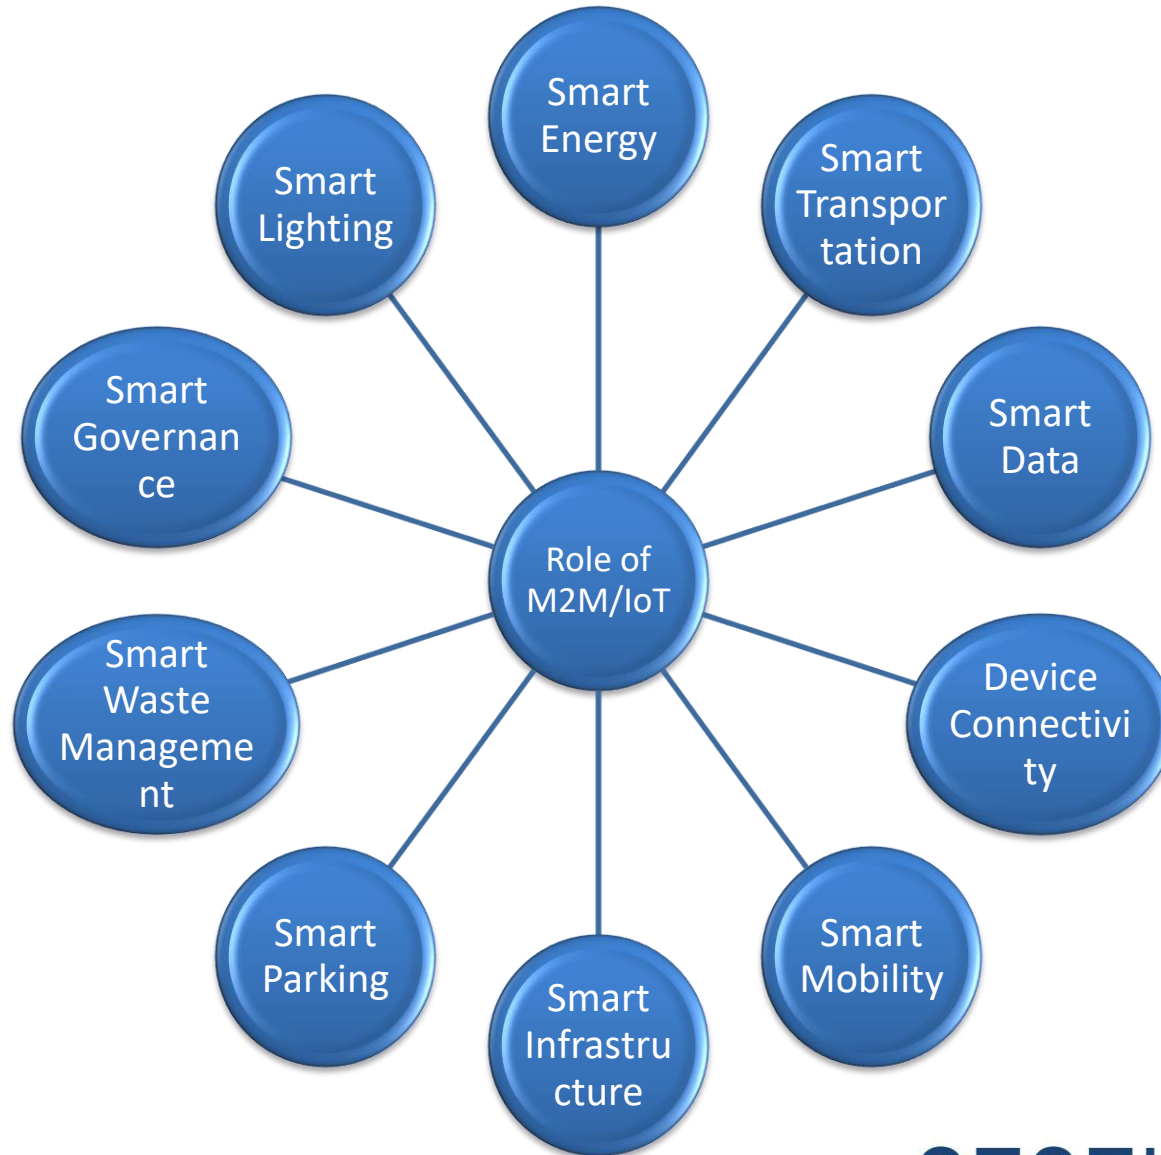 Smart
Energy
Smart
Transpor
tation
Smart
Data
Device
Connectivi
ty
Smart
Mobility
Smart
Infrastru
cture
Smart
Parking
Smart
Waste
Manageme
nt
Smart
Governan
ce
Smart
Lighting
Role of
M2M/IoT